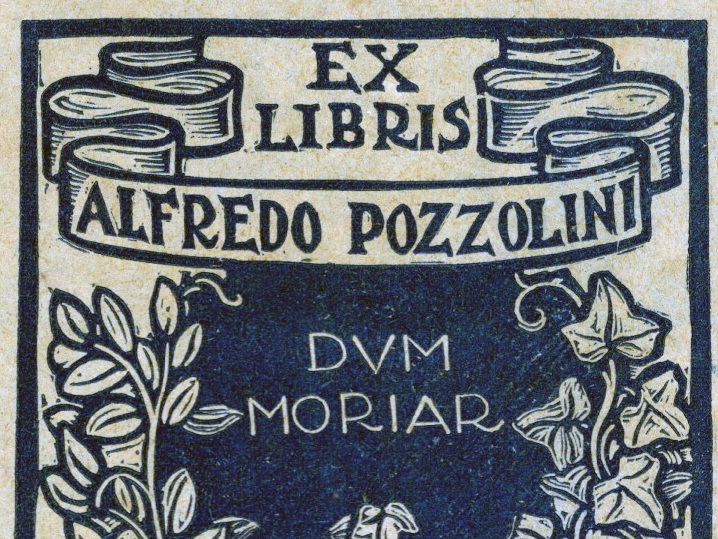 EX
LIBRIS
ALFREDO POZZOLINI
DVM
MORIAR